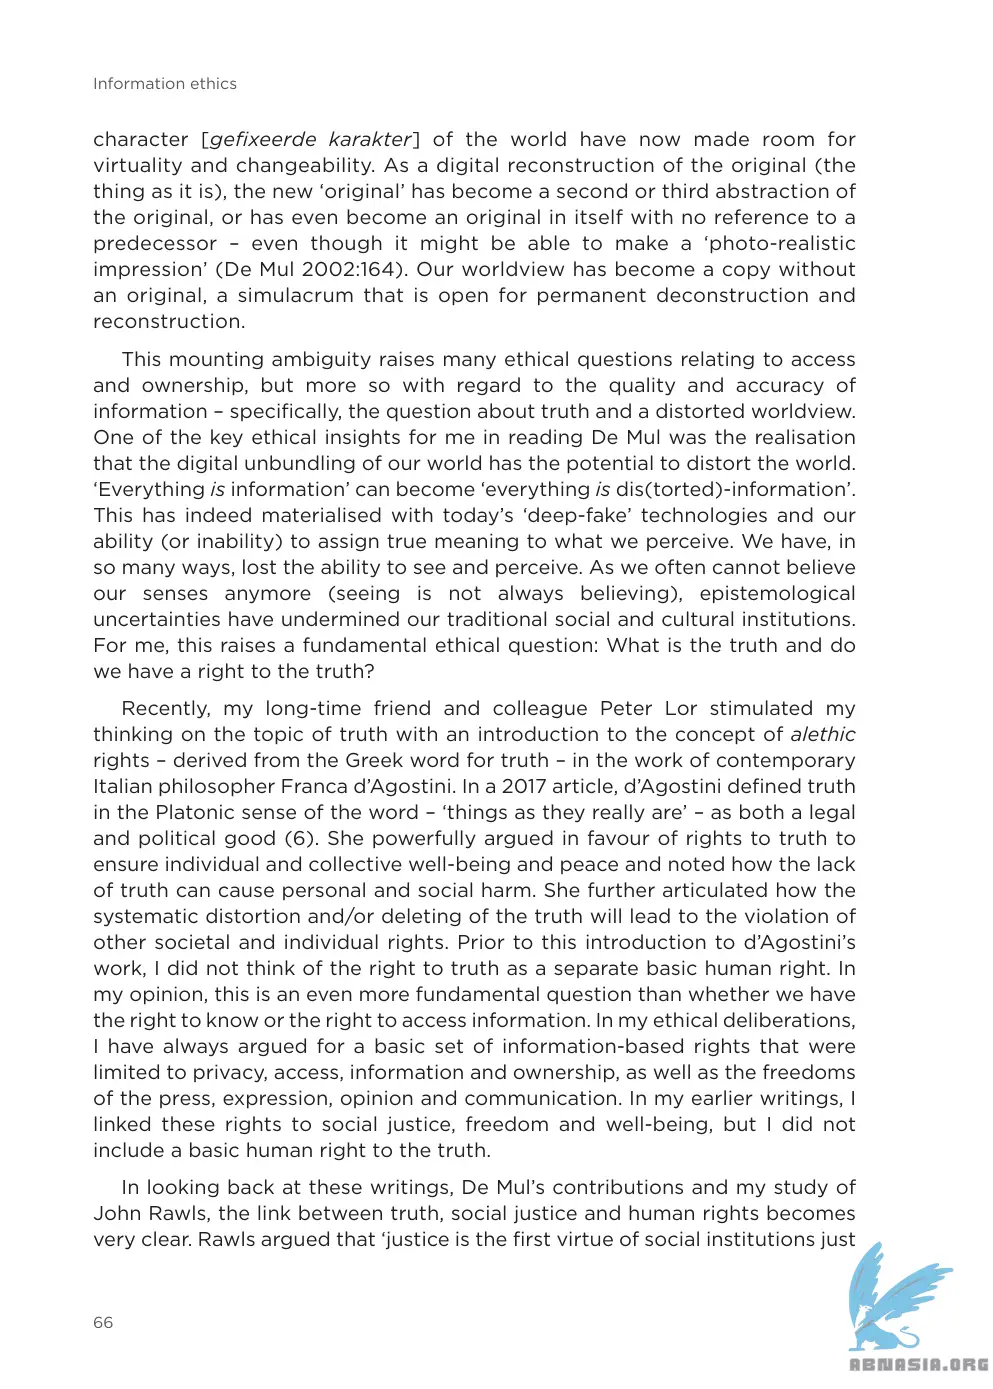 Information ethics
character [gefixeerde karakter] of the world have now made room for
virtuality and changeability. As a digital reconstruction of the original (the
thing as it is), the new ‘original’ has become a second or third abstraction of
the original, or has even become an original in itself with no reference to a
predecessor – even though it might be able to make a ‘photo-realistic
impression’ (De Mul 2002:164). Our worldview has become a copy without
an original, a simulacrum that is open for permanent deconstruction and
reconstruction.
This mounting ambiguity raises many ethical questions relating to access
and ownership, but more so with regard to the quality and accuracy of
information – specifically, the question about truth and a distorted worldview.
One of the key ethical insights for me in reading De Mul was the realisation
that the digital unbundling of our world has the potential to distort the world.
‘Everything is information’ can become ‘everything is dis(torted)-information’.
This has indeed materialised with today’s ‘deep-fake’ technologies and our
ability (or inability) to assign true meaning to what we perceive. We have, in
so many ways, lost the ability to see and perceive. As we often cannot believe
our senses anymore (seeing is not always believing), epistemological
uncertainties have undermined our traditional social and cultural institutions.
For me, this raises a fundamental ethical question: What is the truth and do
we have a right to the truth?
Recently, my long-time friend and colleague Peter Lor stimulated my
thinking on the topic of truth with an introduction to the concept of alethic
rights – derived from the Greek word for truth – in the work of contemporary
Italian philosopher Franca d’Agostini. In a 2017 article, d’Agostini defined truth
in the Platonic sense of the word – ‘things as they really are’ – as both a legal
and political good (6). She powerfully argued in favour of rights to truth to
ensure individual and collective well-being and peace and noted how the lack
of truth can cause personal and social harm. She further articulated how the
systematic distortion and/or deleting of the truth will lead to the violation of
other societal and individual rights. Prior to this introduction to d’Agostini’s
work, I did not think of the right to truth as a separate basic human right. In
my opinion, this is an even more fundamental question than whether we have
the right to know or the right to access information. In my ethical deliberations,
I have always argued for a basic set of information-based rights that were
limited to privacy, access, information and ownership, as well as the freedoms
of the press, expression, opinion and communication. In my earlier writings, I
linked these rights to social justice, freedom and well-being, but I did not
include a basic human right to the truth.
In looking back at these writings, De Mul’s contributions and my study of
John Rawls, the link between truth, social justice and human rights becomes
very clear. Rawls argued that ‘justice is the first virtue of social institutions just
66
ABNASIA.ORG